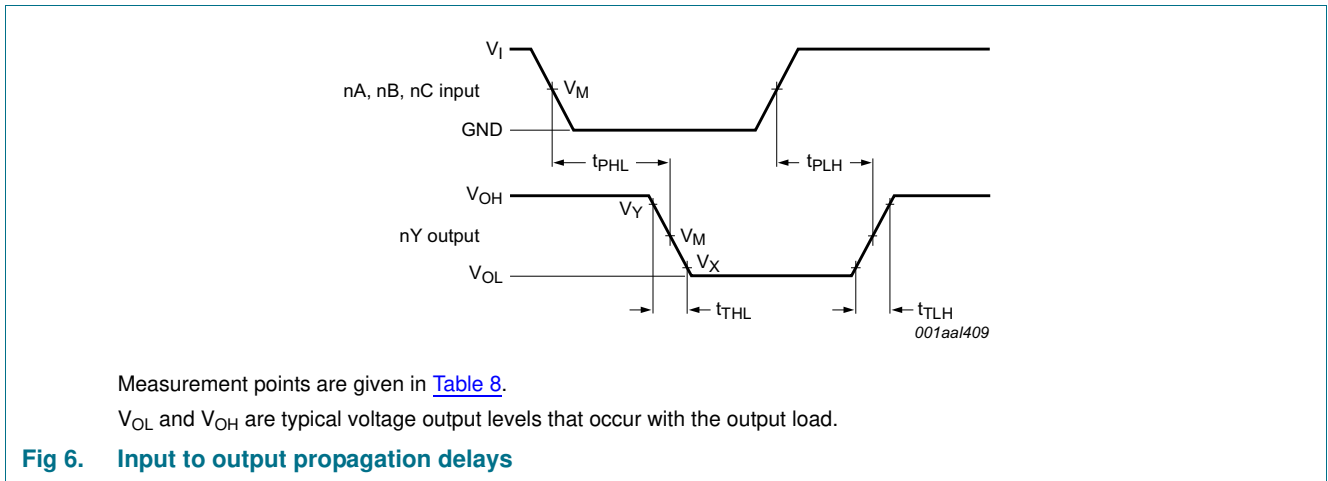 V_I
nA, nB, nC input
V_M
GND
t_PHL
t_PLH
V_OH
V_Y
nY output
V_M
V_X
V_OL
t_THL
t_TLH
001aal409
Measurement points are given in Table 8.
V_OL and V_OH are typical voltage output levels that occur with the output load.
Fig 6. Input to output propagation delays